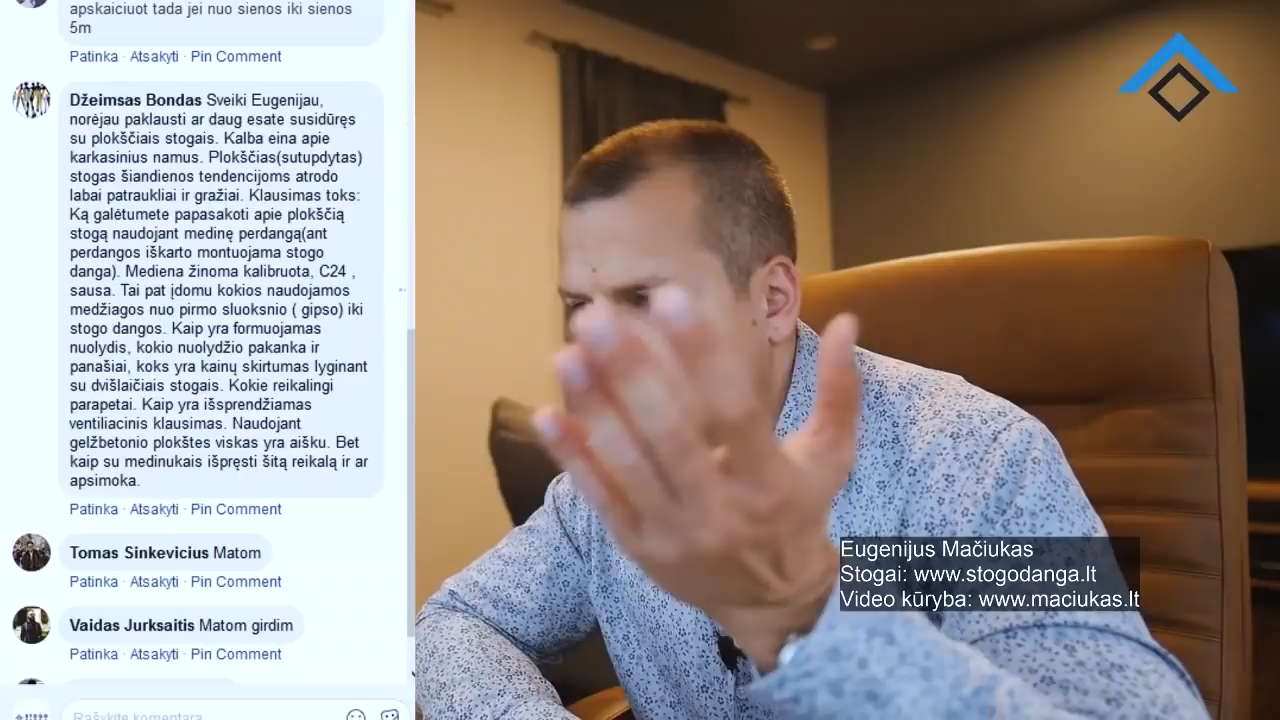 apskaiciuot tada jei nuo sienos iki sienos
5m
Patinka · Atsakyti · Pin Comment
Džeimsas Bondas Sveiki Eugenijau,
norėjau paklausti ar daug esate susidūręs
su plokščiais stogais. Kalba eina apie
karkasinius namus. Plokščias(sutupdytas)
stogas šiandienos tendencijoms atrodo
labai patraukliai ir gražiai. Klausimas toks:
Ką galėtumete papasakoti apie plokščią
stogą naudojant medinę perdangą(ant
perdangos iškarto montuojama stogo
danga). Mediena žinoma kalibruota, C24 ,
sausa. Tai pat įdomu kokios naudojamos
medžiagos nuo pirmo sluoksnio ( gipso) iki
stogo dangos. Kaip yra formuojamas
nuolydis, kokio nuolydžio pakanka ir
panašiai, koks yra kainų skirtumas lyginant
su dvišlaičiais stogais. Kokie reikalingi
parapetai. Kaip yra išsprendžiamas
ventiliacinis klausimas. Naudojant
gelžbetonio plokštes viskas yra aišku. Bet
kaip su medinukais išpręsti šitą reikalą ir ar
apsimoka.
Patinka · Atsakyti · Pin Comment
Tomas Sinkevicius Matom
Patinka · Atsakyti · Pin Comment
Vaidas Jurksaitis Matom girdim
Patinka · Atsakyti · Pin Comment
Rašykite komentarą
Eugenijus Mačiukas
Stogai: www.stogodanga.lt
Video kūryba: www.maciukas.lt